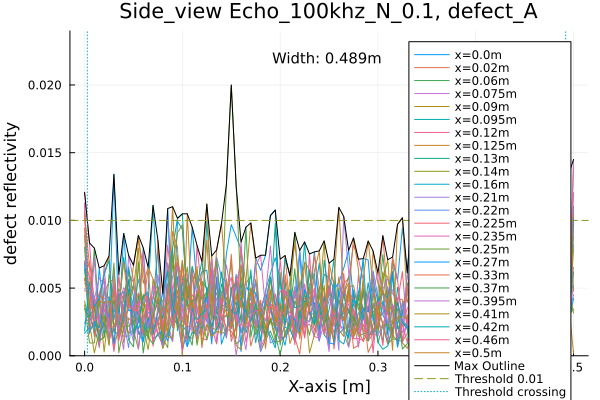 Side_view Echo_100khz_N_0.1, defect_A
Width: 0.489m
defect reflectivity
0.020
0.015
0.010
0.005
0.000
0.0
0.1
0.2
0.3
.5
X-axis [m]
x=0.0m
x=0.02m
x=0.06m
x=0.075m
x=0.09m
x=0.095m
x=0.12m
x=0.125m
x=0.13m
x=0.14m
x=0.16m
x=0.21m
x=0.22m
x=0.225m
x=0.235m
x=0.25m
x=0.27m
x=0.33m
x=0.37m
x=0.395m
x=0.41m
x=0.42m
x=0.46m
x=0.5m
Max Outline
Threshold 0.01
Threshold crossing